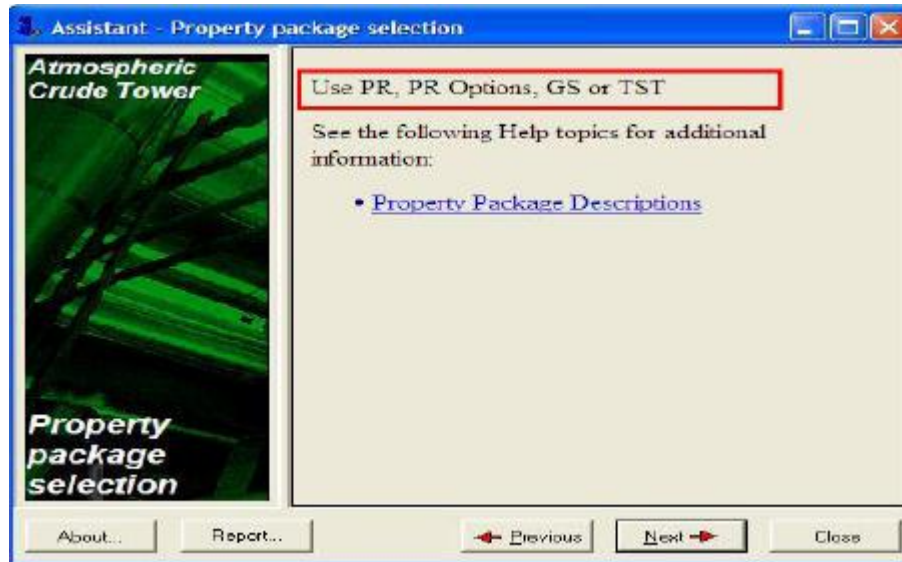 Assistant - Property package selection
Atmospheric
Crude Tower
Use PR, PR Options, GS or TST
See the following Help topics for additional
information:
• Property Package Descriptions
Property
package
selection
About...
Report...
Previous
Next
Close